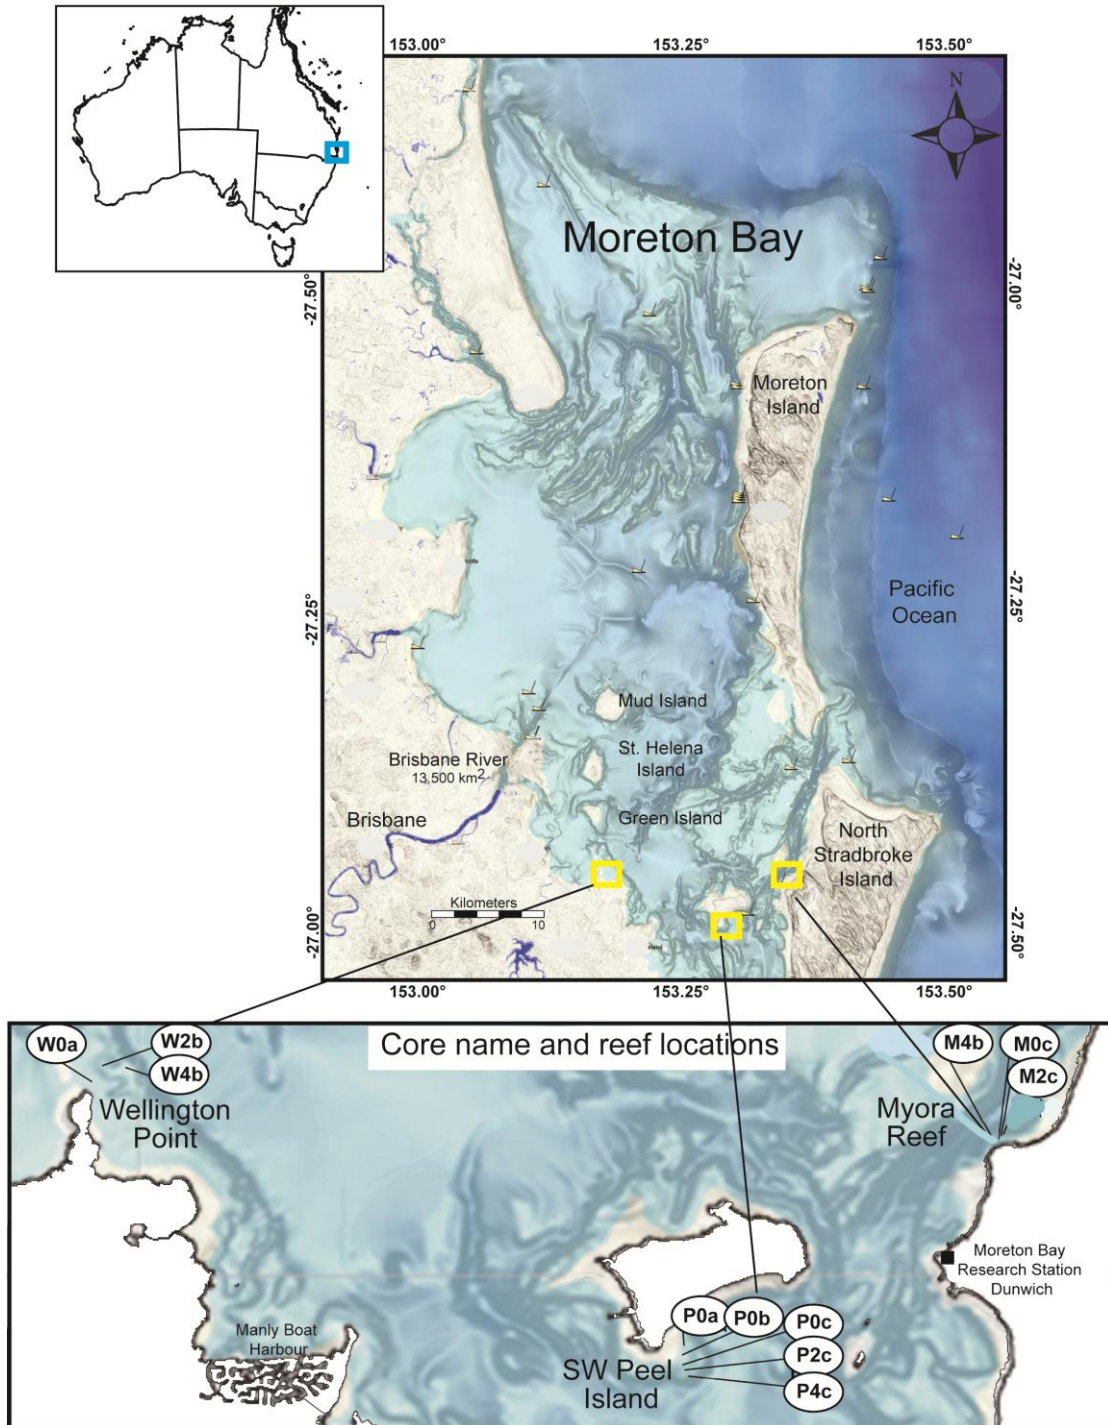 153.00°
153.25°
153.50°
N
Moreton Bay
-27.50°
-27.00°
Moreton
Island
-27.25°
-27.25°
Pacific
Ocean
Mud Island
St. Helena
Island
Brisbane River
13,500 km2
Green Island
Brisbane
North
Stradbroke
Island
Kilometers
0 10
-27.00°
-27.50°
153.00°
153.25°
153.50°
Core name and reef locations
W0a
W2b
W4b
Wellington
Point
M4b
M0c
M2c
Myora
Reef
Moreton Bay
Research Station
Dunwich
P0a
P0b
P0c
P2c
P4c
SW Peel
Island
Manly Boat
Harbour